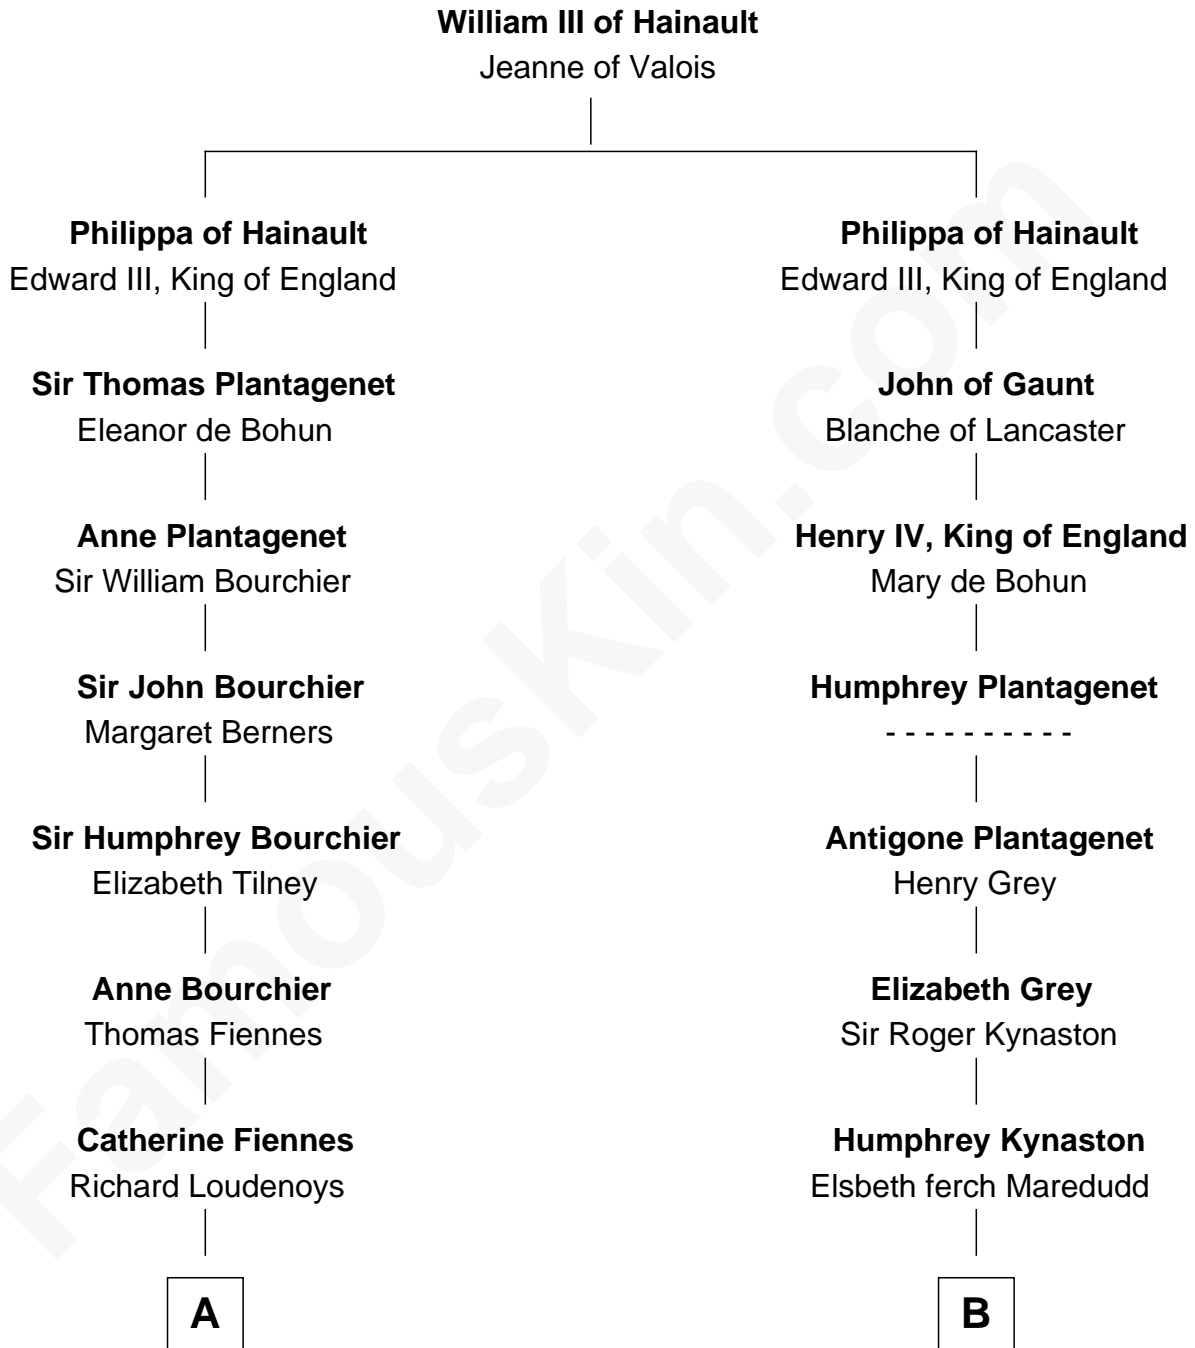 William III of Hainault
Jeanne of Valois
Philippa of Hainault
Edward III, King of England
Sir Thomas Plantagenet
Eleanor de Bohun
Anne Plantagenet
Sir William Bourchier
Sir John Bourchier
Margaret Berners
Sir Humphrey Bourchier
Elizabeth Tilney
Anne Bourchier
Thomas Fiennes
Catherine Fiennes
Richard Loudenoys
A
Philippa of Hainault
Edward III, King of England
John of Gaunt
Blanche of Lancaster
Henry IV, King of England
Mary de Bohun
Humphrey Plantagenet
- - - - - - - - - -
Antigone Plantagenet
Henry Grey
Elizabeth Grey
Sir Roger Kynaston
Humphrey Kynaston
Elsbeth ferch Maredudd
B
FamousKin.com